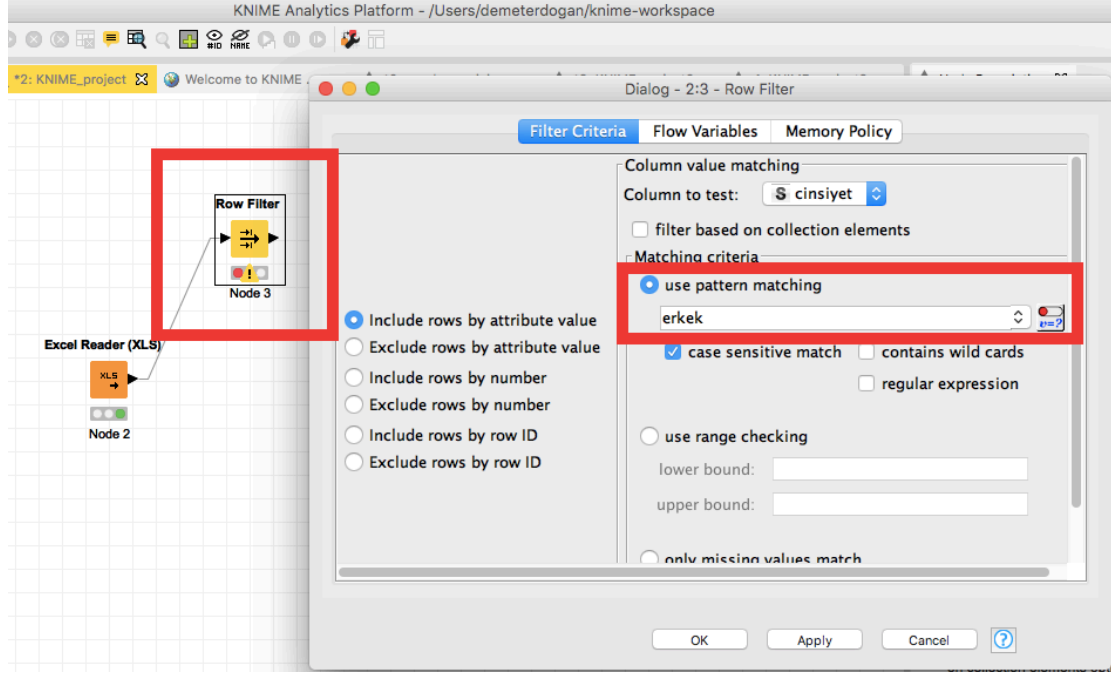 KNIME Analytics Platform - /Users/demeterdogan/knime-workspace
#ID NAME
*2: KNIME_project Welcome to KNIME
Dialog - 2:3 - Row Filter
Filter Criteria Flow Variables Memory Policy
Column value matching
Column to test: S cinsiyet
filter based on collection elements
Matching criteria
use pattern matching
erkek
v=?
case sensitive match contains wild cards
regular expression
use range checking
lower bound:
upper bound:
only missing values match
Include rows by attribute value
Exclude rows by attribute value
Include rows by number
Exclude rows by number
Include rows by row ID
Exclude rows by row ID
OK Apply Cancel ?
Row Filter
Node 3
Excel Reader (XLS)
XLS
Node 2